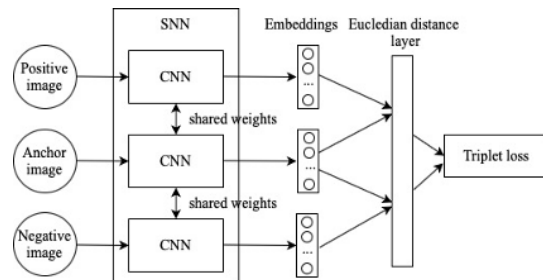 SNN
Embeddings
Eucledian distance
layer
Positive
image
CNN
...
shared weights
Anchor
image
CNN
...
Triplet loss
shared weights
Negative
image
CNN
...